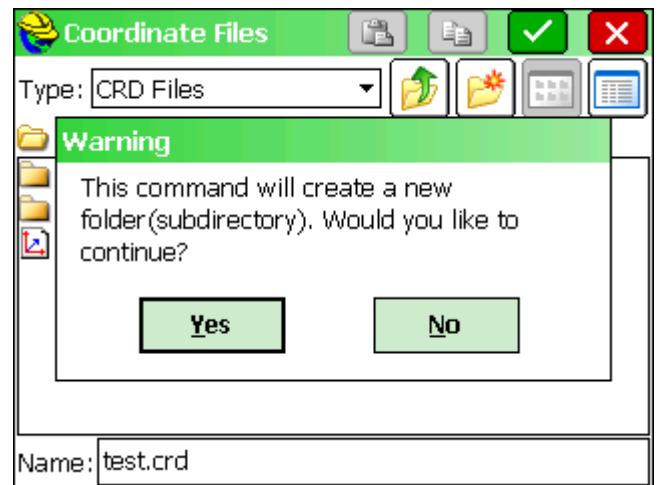 Coordinate Files
Type: CRD Files
Warning
This command will create a new
folder(subdirectory). Would you like to
continue?
Yes No
Name: test.crd